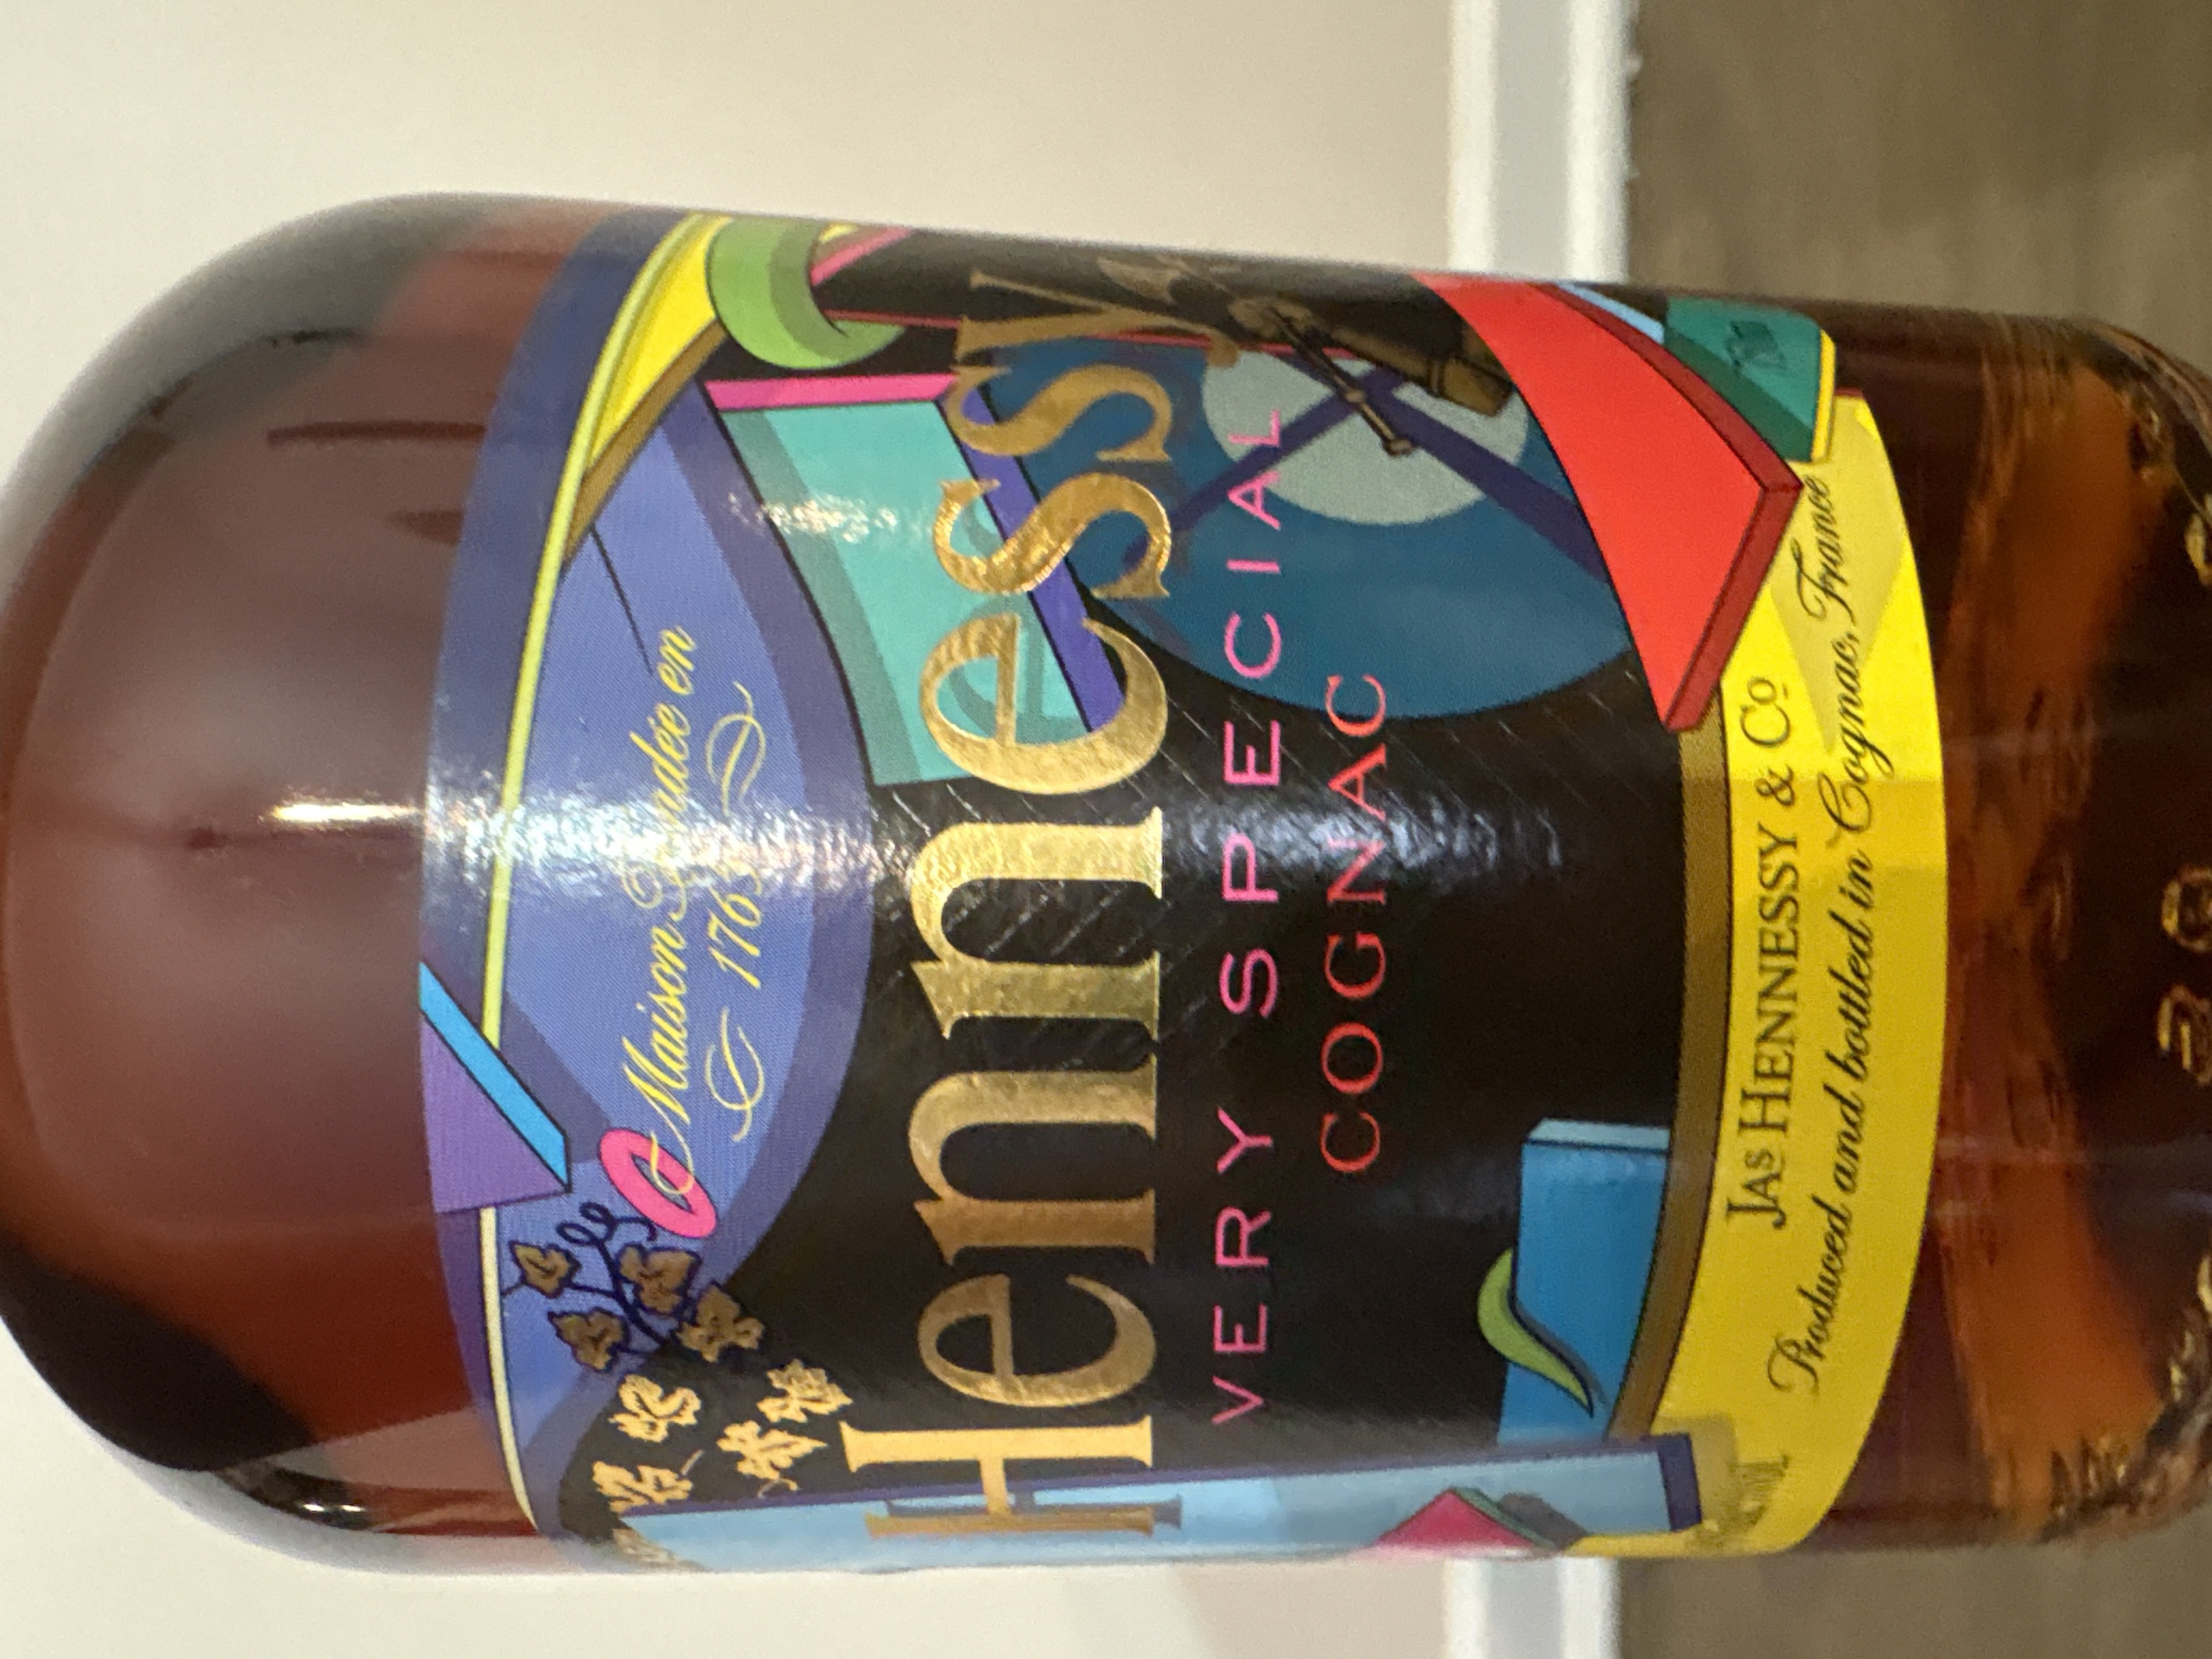 Maison Fondée en
1765
Hennessy
VERY SPECIAL
COGNAC
JAS HENNESSY & Co
Produced and bottled in Cognac, France